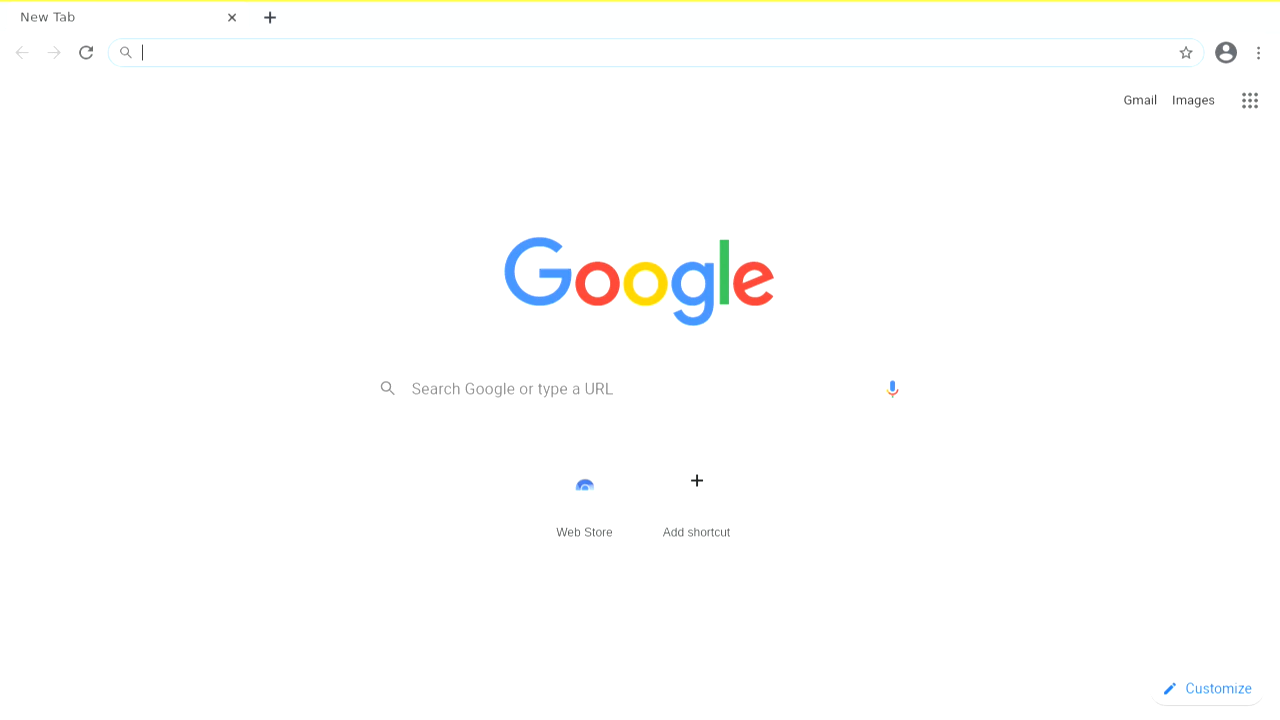 New Tab
Gmail Images
Google
Search Google or type a URL
Web Store
Add shortcut
Customize